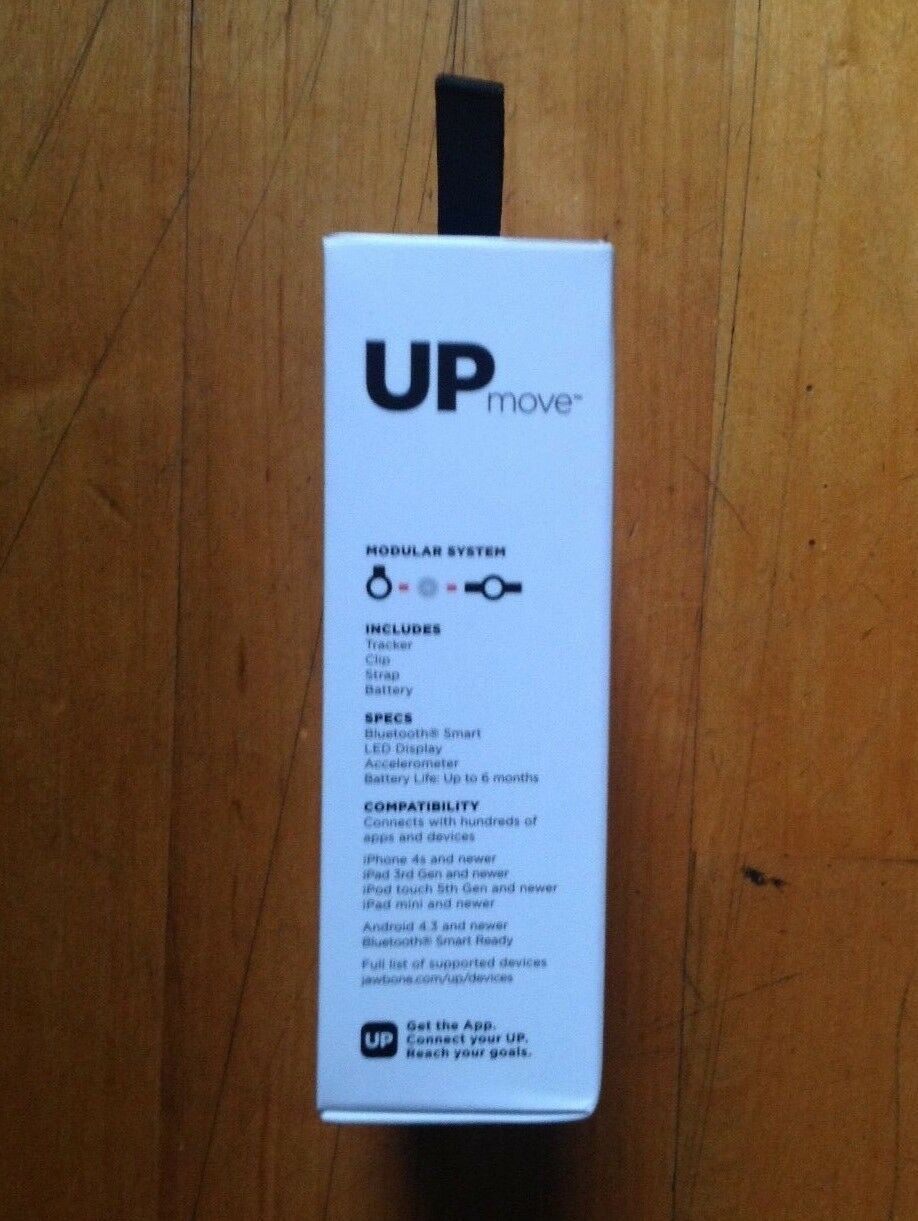 UP move™
MODULAR SYSTEM
INCLUDES
Tracker
Clip
Strap
Battery
SPECS
Bluetooth® Smart
LED Display
Accelerometer
Battery Life: Up to 6 months
COMPATIBILITY
Connects with hundreds of
apps and devices
iPhone 4s and newer
iPad 3rd Gen and newer
iPod touch 5th Gen and newer
iPad mini and newer
Android 4.3 and newer
Bluetooth® Smart Ready
Full list of supported devices
jawbone.com/up/devices
UP
Get the App.
Connect your UP.
Reach your goals.